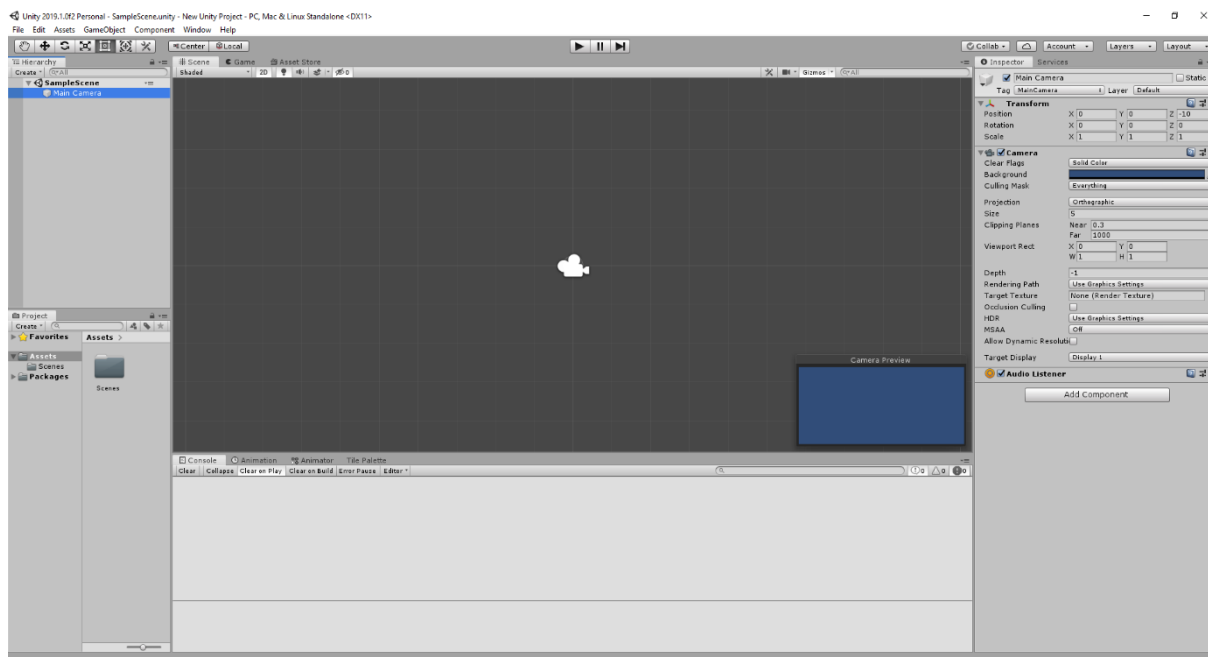 Unity 2019.1.0f2 Personal - SampleScene.unity - New Unity Project - PC, Mac & Linux Standalone <DX11>
File Edit Assets GameObject Component Window Help
Center Local
Collab Account Layers Layout
Hierarchy
Create All
SampleScene
Main Camera
Scene Game Asset Store
Shaded 2D 0 Gizmos All
Camera Preview
Project
Create
Favorites
Assets
Scenes
Packages
Assets >
Scenes
Console Animation Animator Tile Palette
Clear Collapse Clear on Play Clear on Build Error Pause Editor 0 0 0
Inspector Services
Main Camera Static
Tag MainCamera Layer Default
Transform
Position X 0 Y 0 Z -10
Rotation X 0 Y 0 Z 0
Scale X 1 Y 1 Z 1
Camera
Clear Flags Solid Color
Background
Culling Mask Everything
Projection Orthographic
Size 5
Clipping Planes Near 0.3
Far 1000
Viewport Rect X 0 Y 0
W 1 H 1
Depth -1
Rendering Path Use Graphics Settings
Target Texture None (Render Texture)
Occlusion Culling
HDR Use Graphics Settings
MSAA Off
Allow Dynamic Resoluti
Target Display Display 1
Audio Listener
Add Component